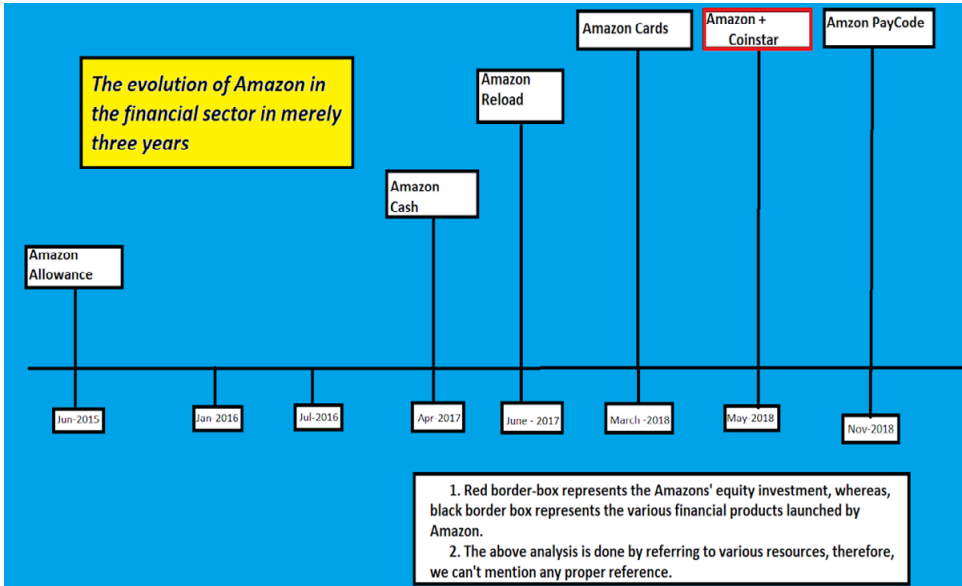 Amazon Cards
Amazon +
Coinstar
Amzon PayCode
The evolution of Amazon in
the financial sector in merely
three years
Amazon
Reload
Amazon
Cash
Amazon
Allowance
Jun-2015
Jan-2016
Jul-2016
Apr-2017
June - 2017
March -2018
May-2018
Nov-2018
1. Red border-box represents the Amazons' equity investment, whereas,
black border box represents the various financial products launched by
Amazon.
2. The above analysis is done by referring to various resources, therefore,
we can't mention any proper reference.